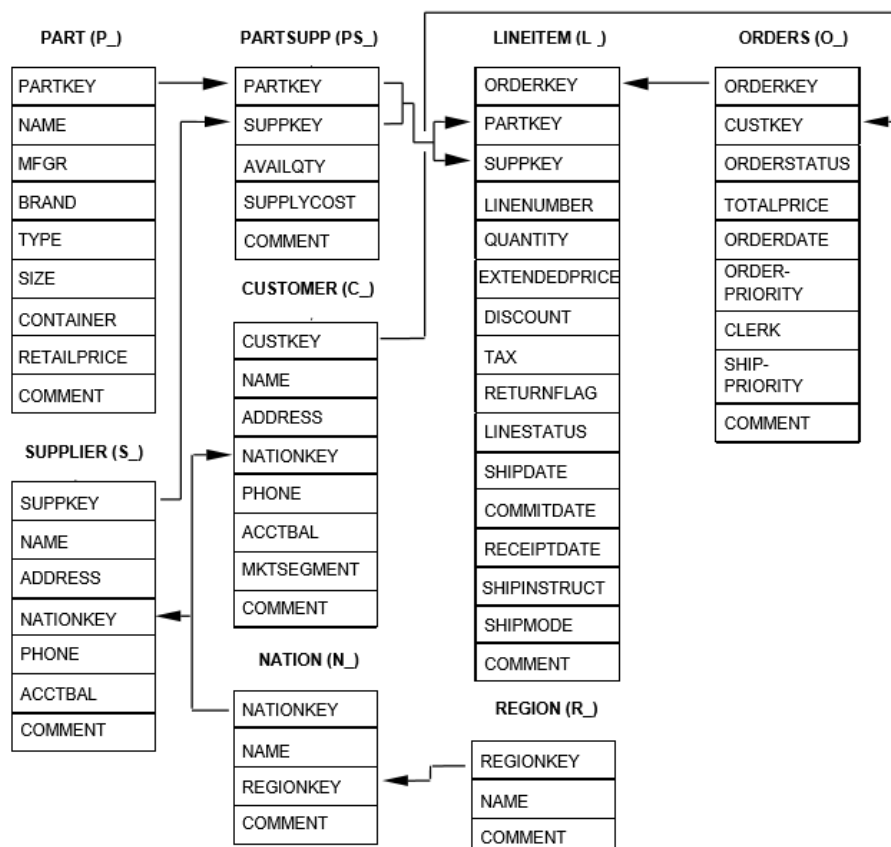 PART (P_)
PARTKEY
NAME
MFGR
BRAND
TYPE
SIZE
CONTAINER
RETAILPRICE
COMMENT
SUPPLIER (S_)
SUPPKEY
NAME
ADDRESS
NATIONKEY
PHONE
ACCTBAL
COMMENT
PARTSUPP (PS_)
PARTKEY
SUPPKEY
AVAILQTY
SUPPLYCOST
COMMENT
CUSTOMER (C_)
CUSTKEY
NAME
ADDRESS
NATIONKEY
PHONE
ACCTBAL
MKTSEGMENT
COMMENT
NATION (N_)
NATIONKEY
NAME
REGIONKEY
COMMENT
LINEITEM (L_)
ORDERKEY
PARTKEY
SUPPKEY
LINENUMBER
QUANTITY
EXTENDEDPRICE
DISCOUNT
TAX
RETURNFLAG
LINESTATUS
SHIPDATE
COMMITDATE
RECEIPTDATE
SHIPINSTRUCT
SHIPMODE
COMMENT
REGION (R_)
REGIONKEY
NAME
COMMENT
ORDERS (O_)
ORDERKEY
CUSTKEY
ORDERSTATUS
TOTALPRICE
ORDERDATE
ORDER-
PRIORITY
CLERK
SHIP-
PRIORITY
COMMENT